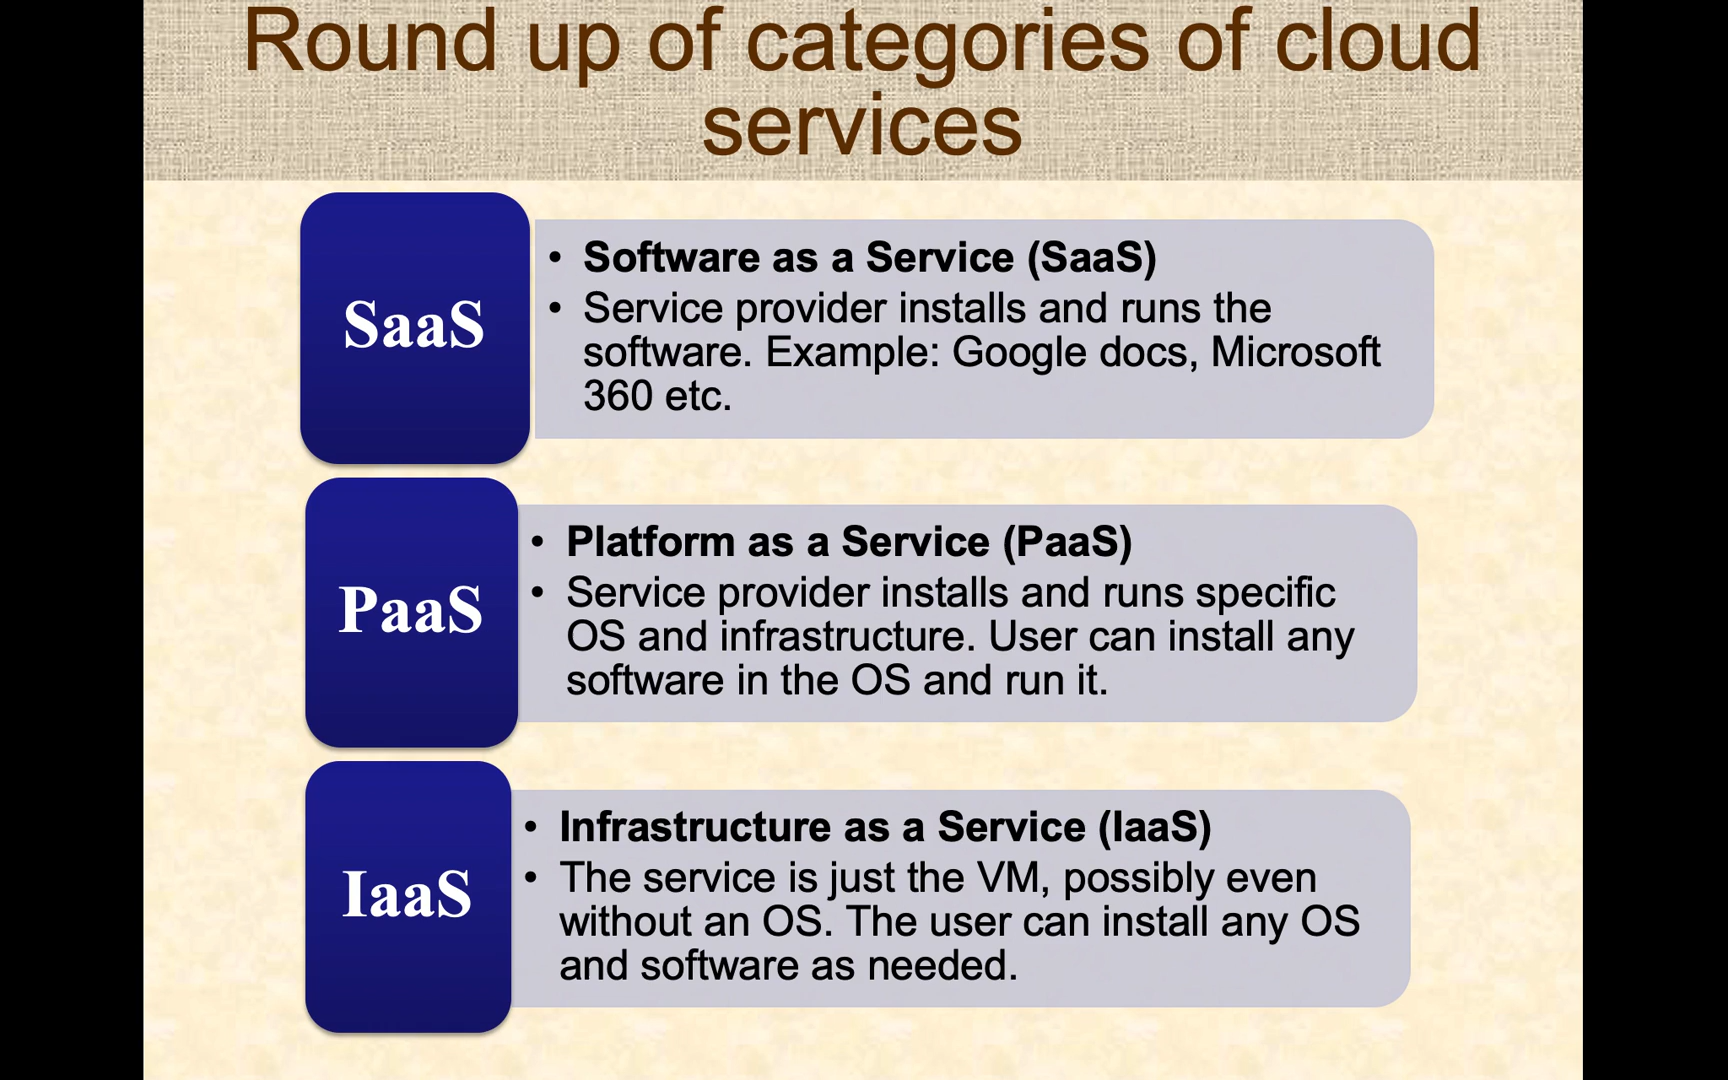 Round up of categories of cloud
services
SaaS
• Software as a Service (SaaS)
• Service provider installs and runs the
software. Example: Google docs, Microsoft
360 etc.
PaaS
• Platform as a Service (PaaS)
• Service provider installs and runs specific
OS and infrastructure. User can install any
software in the OS and run it.
IaaS
• Infrastructure as a Service (IaaS)
• The service is just the VM, possibly even
without an OS. The user can install any OS
and software as needed.